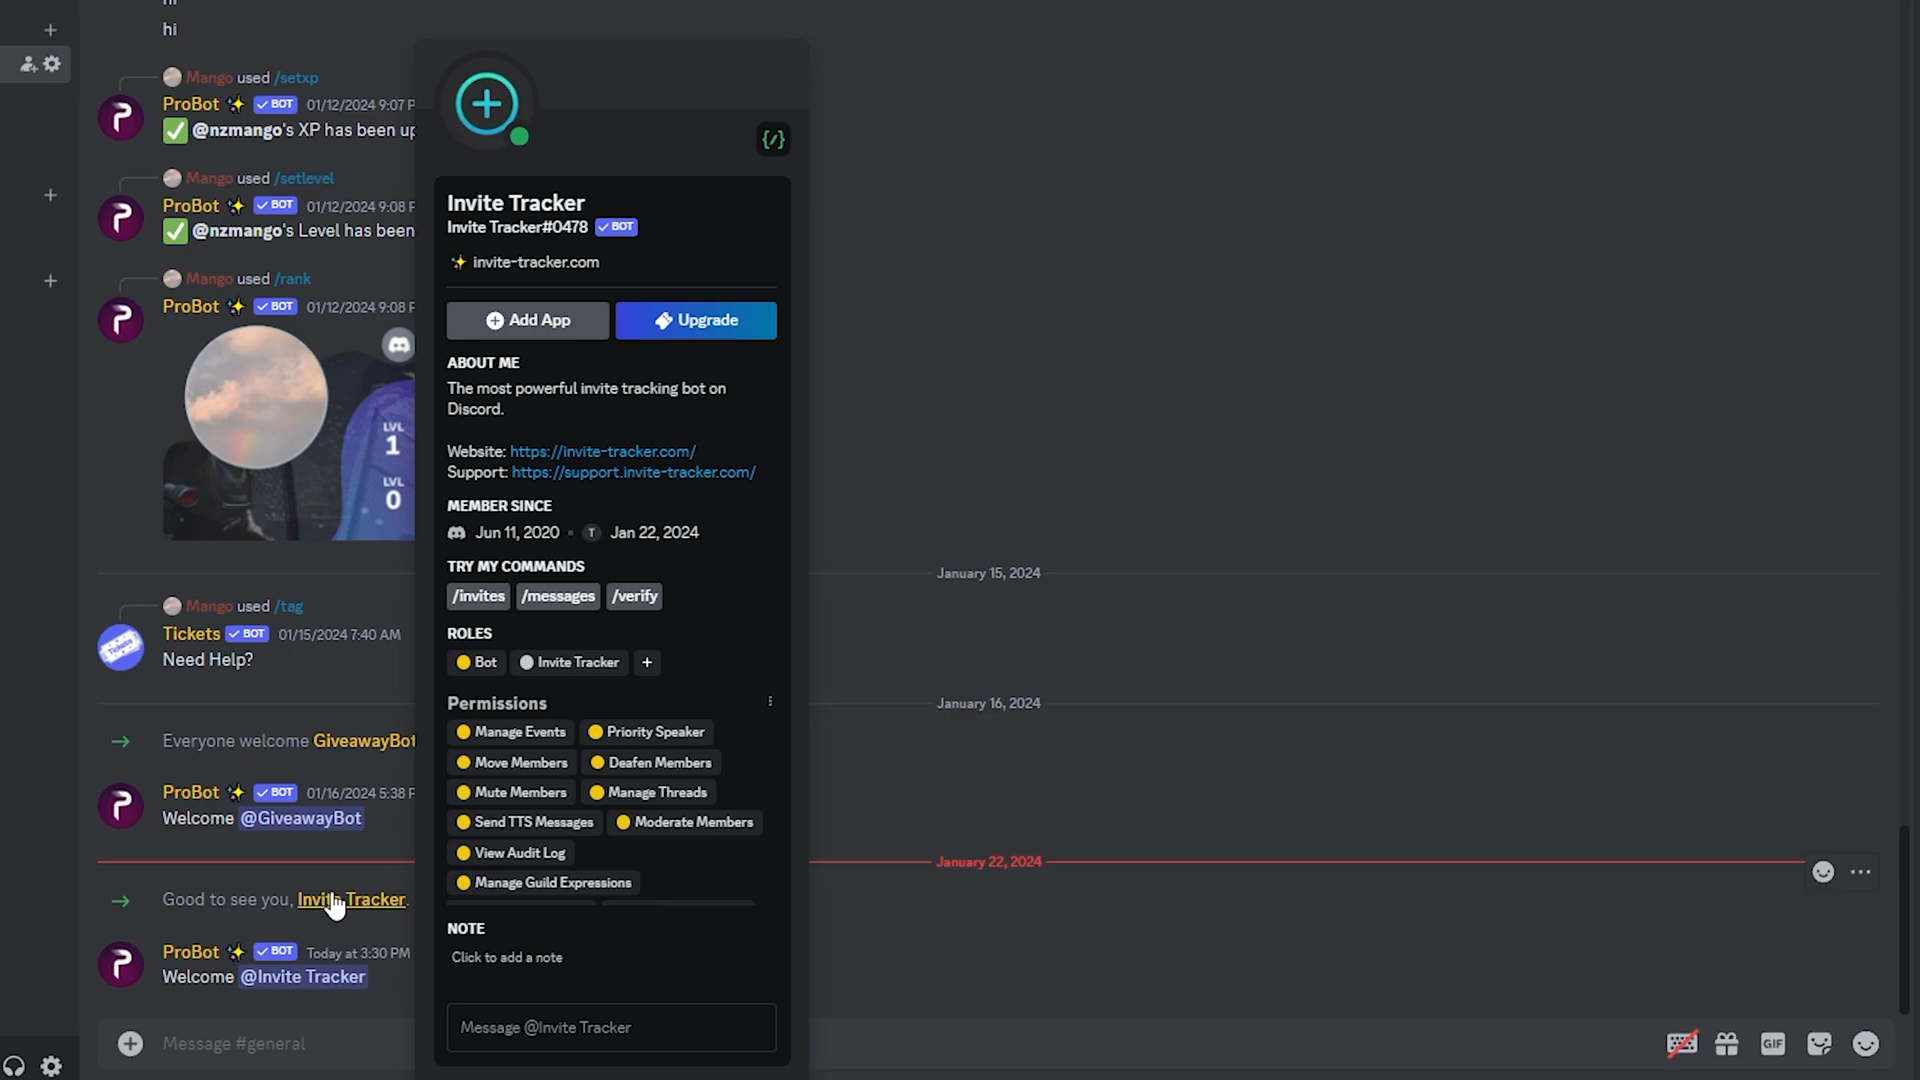 hi
Mango used /setxp
ProBot ✨ ✓ BOT 01/12/2024 9:07 P
✅ @nzmango's XP has been up
Mango used /setlevel
ProBot ✨ ✓ BOT 01/12/2024 9:08 P
✅ @nzmango's Level has been
Mango used /rank
ProBot ✨ ✓ BOT 01/12/2024 9:08 P
LVL
1
LVL
0
January 15, 2024
Mango used /tag
Tickets ✓ BOT 01/15/2024 7:40 AM
Need Help?
January 16, 2024
Everyone welcome GiveawayBot
ProBot ✨ ✓ BOT 01/16/2024 5:38 P
Welcome @GiveawayBot
January 22, 2024
Good to see you, Invite Tracker.
ProBot ✨ ✓ BOT Today at 3:30 PM
Welcome @Invite Tracker
Message #general
GIF
Invite Tracker
Invite Tracker#0478 ✓ BOT
✨ invite-tracker.com
Add App
Upgrade
ABOUT ME
The most powerful invite tracking bot on
Discord.
Website: https://invite-tracker.com/
Support: https://support.invite-tracker.com/
MEMBER SINCE
Jun 11, 2020 • T Jan 22, 2024
TRY MY COMMANDS
/invites /messages /verify
ROLES
Bot Invite Tracker +
Permissions
Manage Events Priority Speaker
Move Members Deafen Members
Mute Members Manage Threads
Send TTS Messages Moderate Members
View Audit Log
Manage Guild Expressions
NOTE
Click to add a note
Message @Invite Tracker